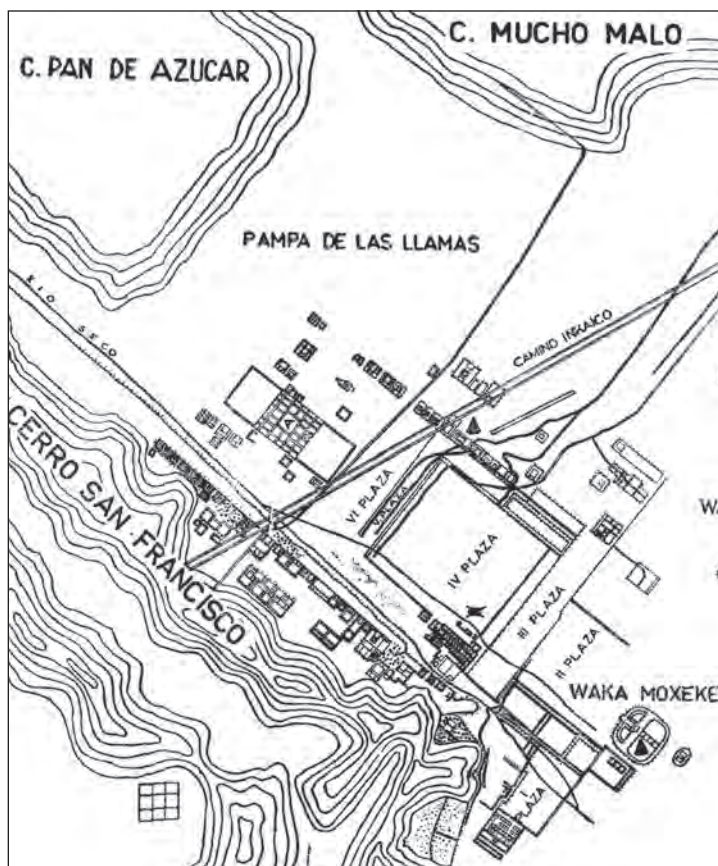 C. MUCHO MALO
C. PAN DE AZUCAR
PAMPA DE LAS LLAMAS
RIO SECO
CAMINO INKAICO
CERRO SAN FRANCISCO
VI PLAZA
IV PLAZA
III PLAZA
II PLAZA
WAKA MOXEKE
I PLAZA
A